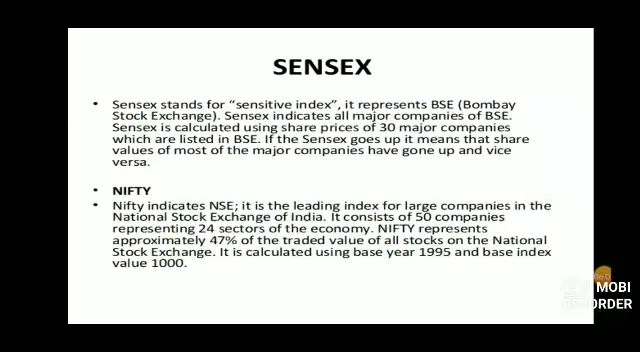 SENSEX
• Sensex stands for “sensitive index”, it represents BSE (Bombay
Stock Exchange). Sensex indicates all major companies of BSE.
Sensex is calculated using share prices of 30 major companies
which are listed in BSE. If the Sensex goes up it means that share
values of most of the major companies have gone up and vice
versa.
• NIFTY
• Nifty indicates NSE; it is the leading index for large companies in the
National Stock Exchange of India. It consists of 50 companies
representing 24 sectors of the economy. NIFTY represents
approximately 47% of the traded value of all stocks on the National
Stock Exchange. It is calculated using base year 1995 and base index
value 1000.
MOBI
ORDER